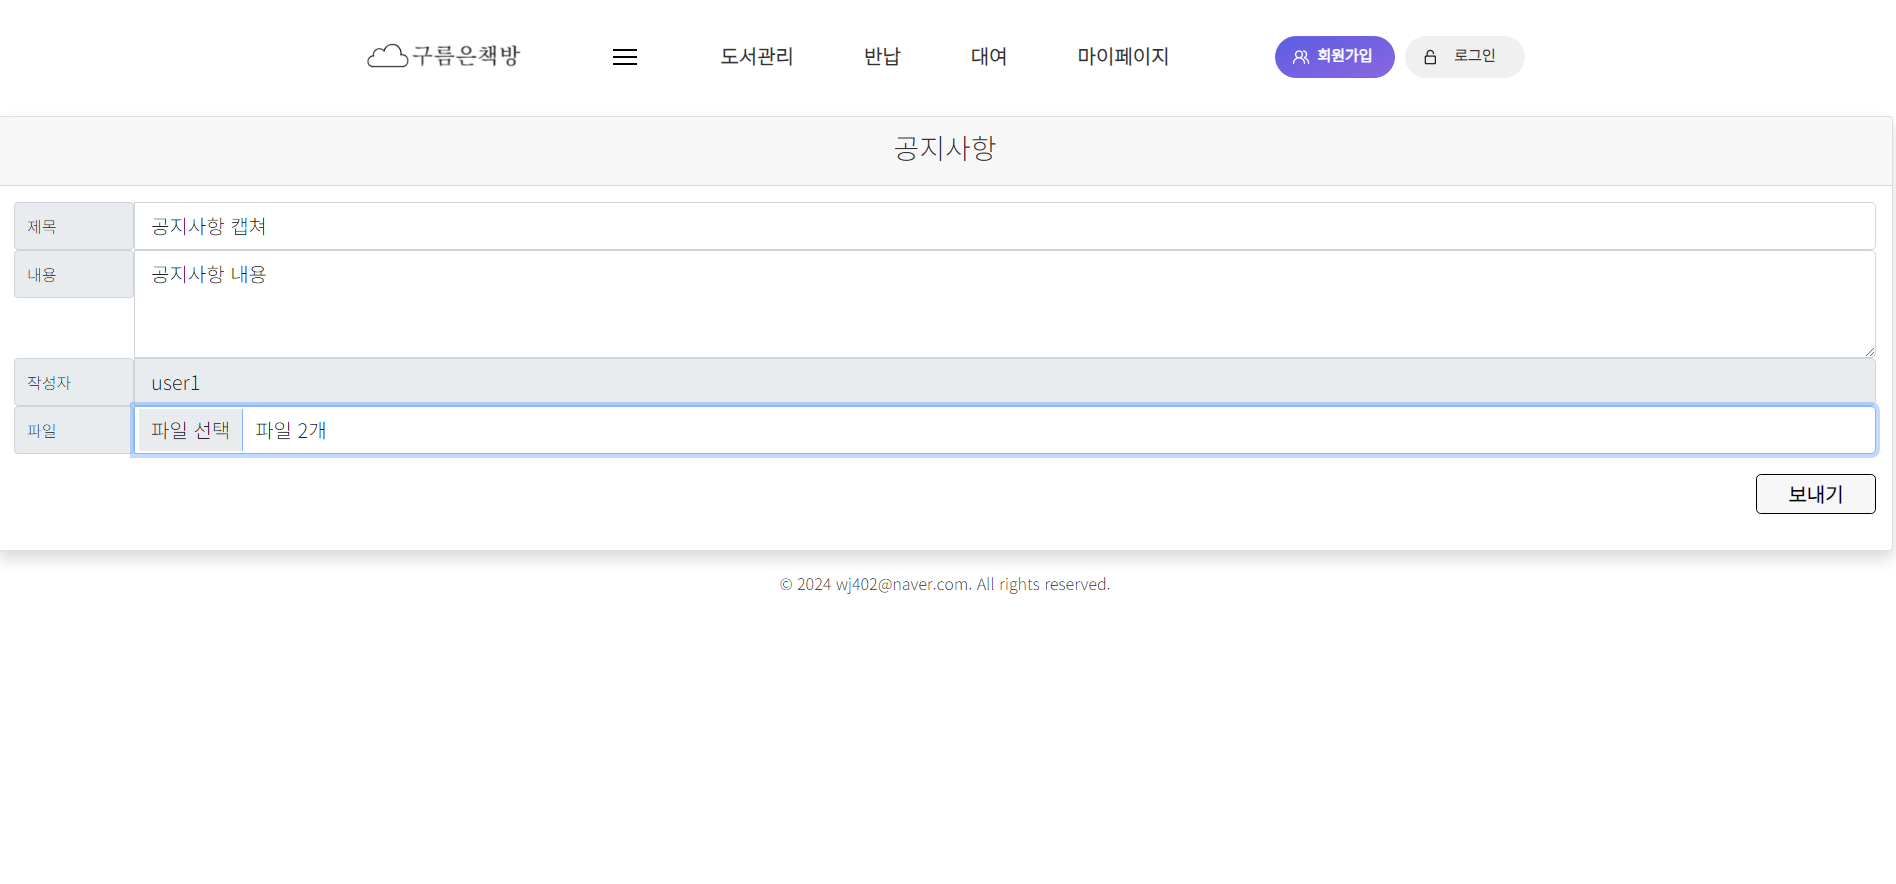 구름은책방 도서관리 반납 대여 마이페이지 회원가입 로그인
공지사항
제목 공지사항 캡쳐
내용 공지사항 내용
작성자 user1
파일 파일 선택 파일 2개
보내기
© 2024 wj402@naver.com. All rights reserved.